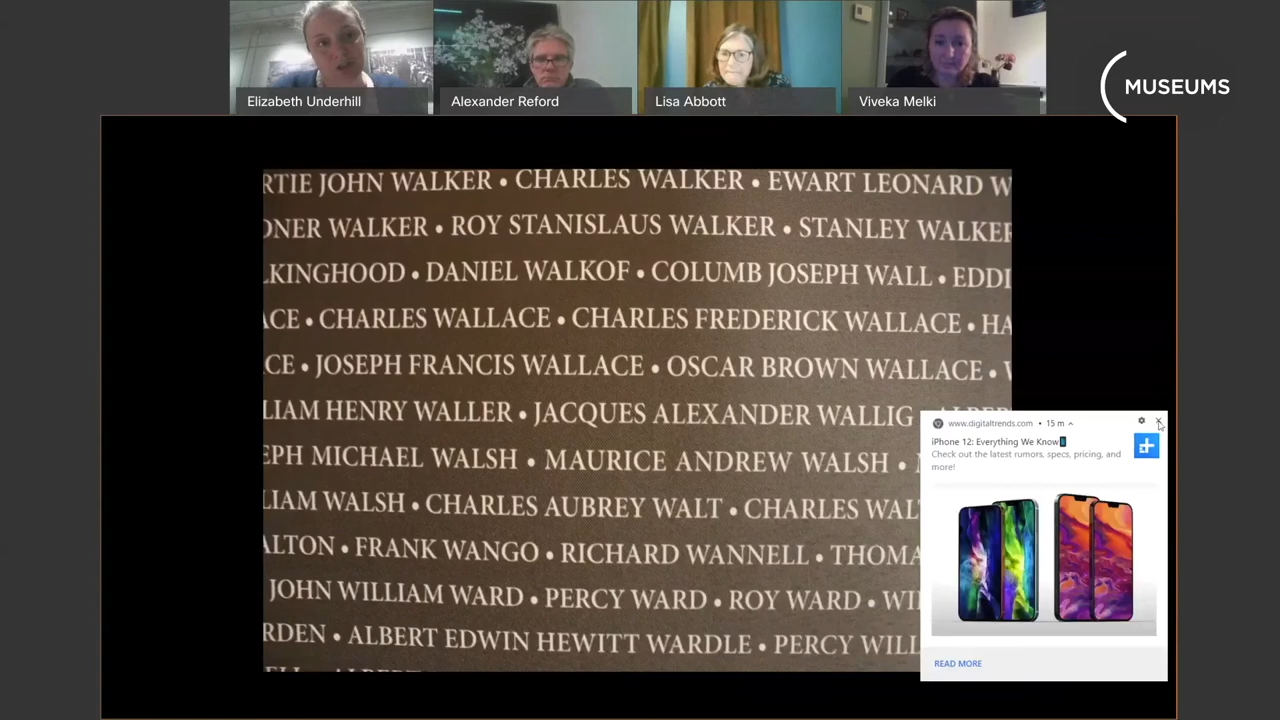 Elizabeth Underhill
Alexander Reford
Lisa Abbott
Viveka Melki
MUSEUMS
RTIE JOHN WALKER • CHARLES WALKER • EWART LEONARD W
ONER WALKER • ROY STANISLAUS WALKER • STANLEY WALKER
LKINGHOOD • DANIEL WALKOF • COLUMB JOSEPH WALL • EDDI
ACE • CHARLES WALLACE • CHARLES FREDERICK WALLACE • HA
CE • JOSEPH FRANCIS WALLACE • OSCAR BROWN WALLACE •
LIAM HENRY WALLER • JACQUES ALEXANDER WALLIG •
EPH MICHAEL WALSH • MAURICE ANDREW WALSH •
LIAM WALSH • CHARLES AUBREY WALT • CHARLES WALT
ALTON • FRANK WANGO • RICHARD WANNELL • THOMA
JOHN WILLIAM WARD • PERCY WARD • ROY WARD • WIL
RDEN • ALBERT EDWIN HEWITT WARDLE • PERCY WILL
www.digitaltrends.com • 15 m
iPhone 12: Everything We Know
Check out the latest rumors, specs, pricing, and
more!
READ MORE